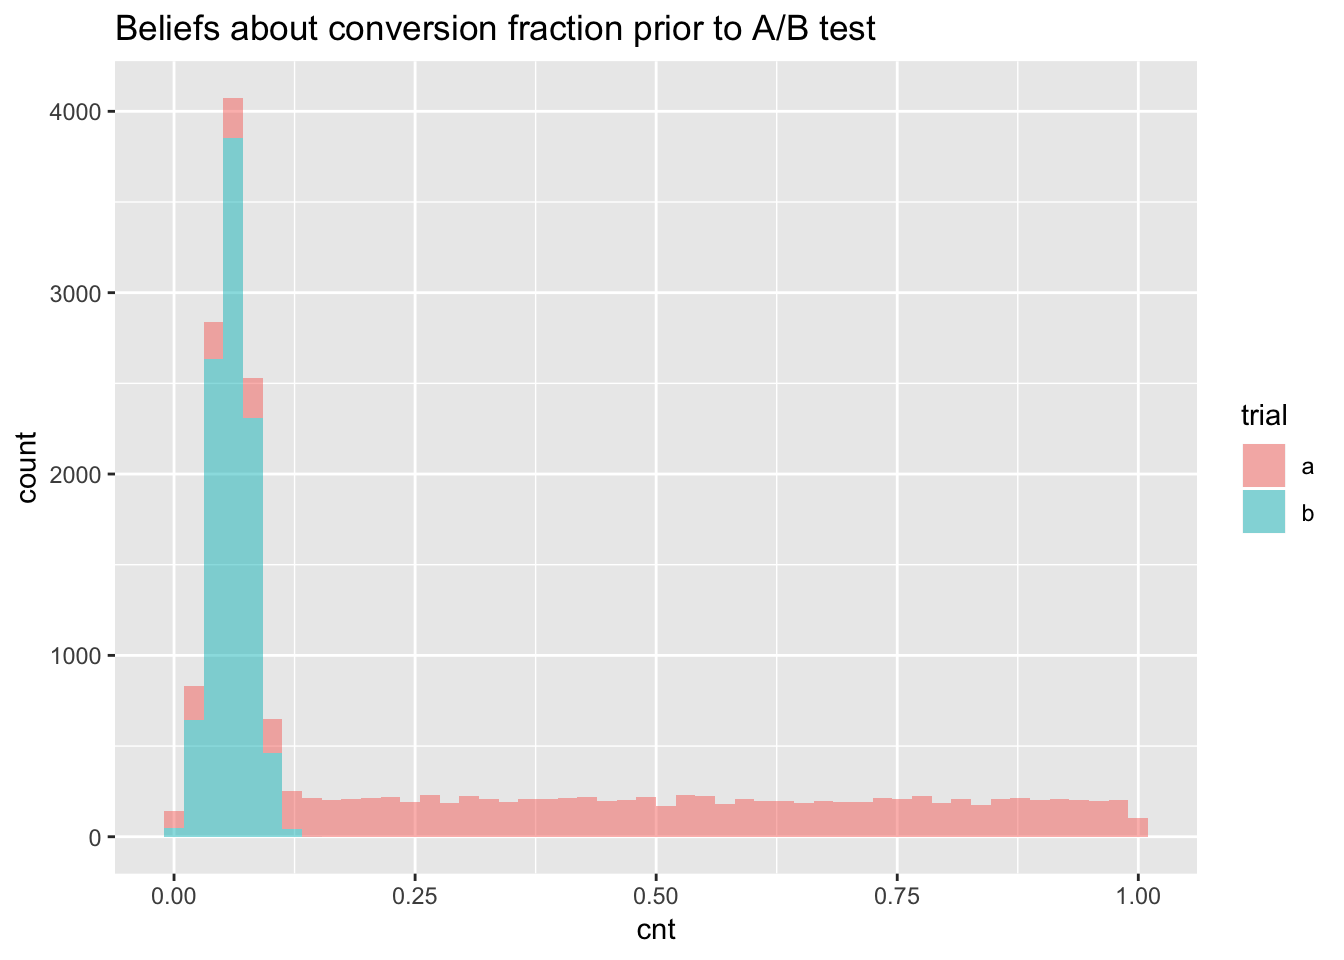 Beliefs about conversion fraction prior to A/B test
4000
3000
2000
1000
0
count
0.00 0.25 0.50 0.75 1.00
cnt
trial
a
b